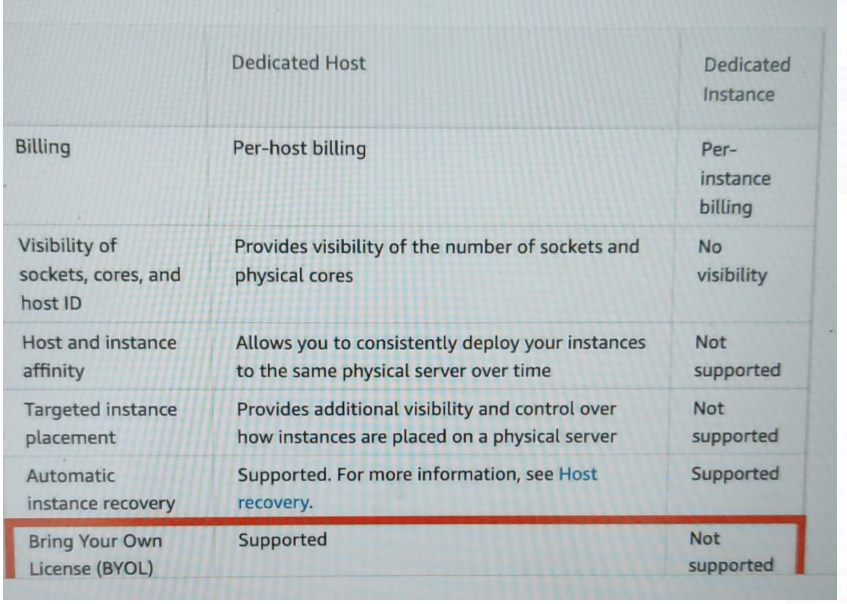 Dedicated Host
Dedicated
Instance
Billing
Per-host billing
Per-
instance
billing
Visibility of
sockets, cores, and
host ID
Provides visibility of the number of sockets and
physical cores
No
visibility
Host and instance
affinity
Allows you to consistently deploy your instances
to the same physical server over time
Not
supported
Targeted instance
placement
Provides additional visibility and control over
how instances are placed on a physical server
Not
supported
Automatic
instance recovery
Supported. For more information, see Host
recovery.
Supported
Bring Your Own
License (BYOL)
Supported
Not
supported